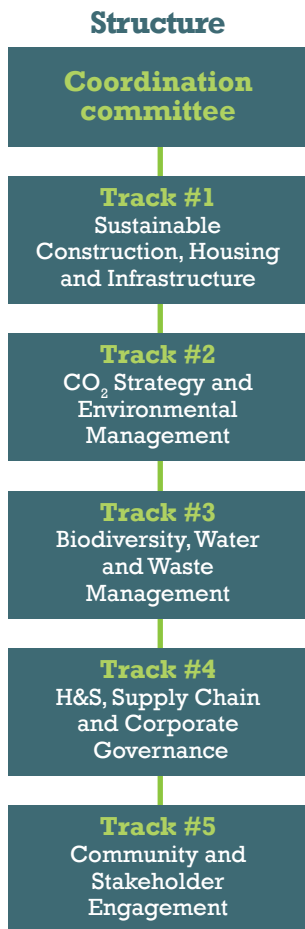 Structure
Coordination
committee
Track #1
Sustainable
Construction, Housing
and Infrastructure
Track #2
CO₂ Strategy and
Environmental
Management
Track #3
Biodiversity, Water
and Waste
Management
Track #4
H&S, Supply Chain
and Corporate
Governance
Track #5
Community and
Stakeholder
Engagement